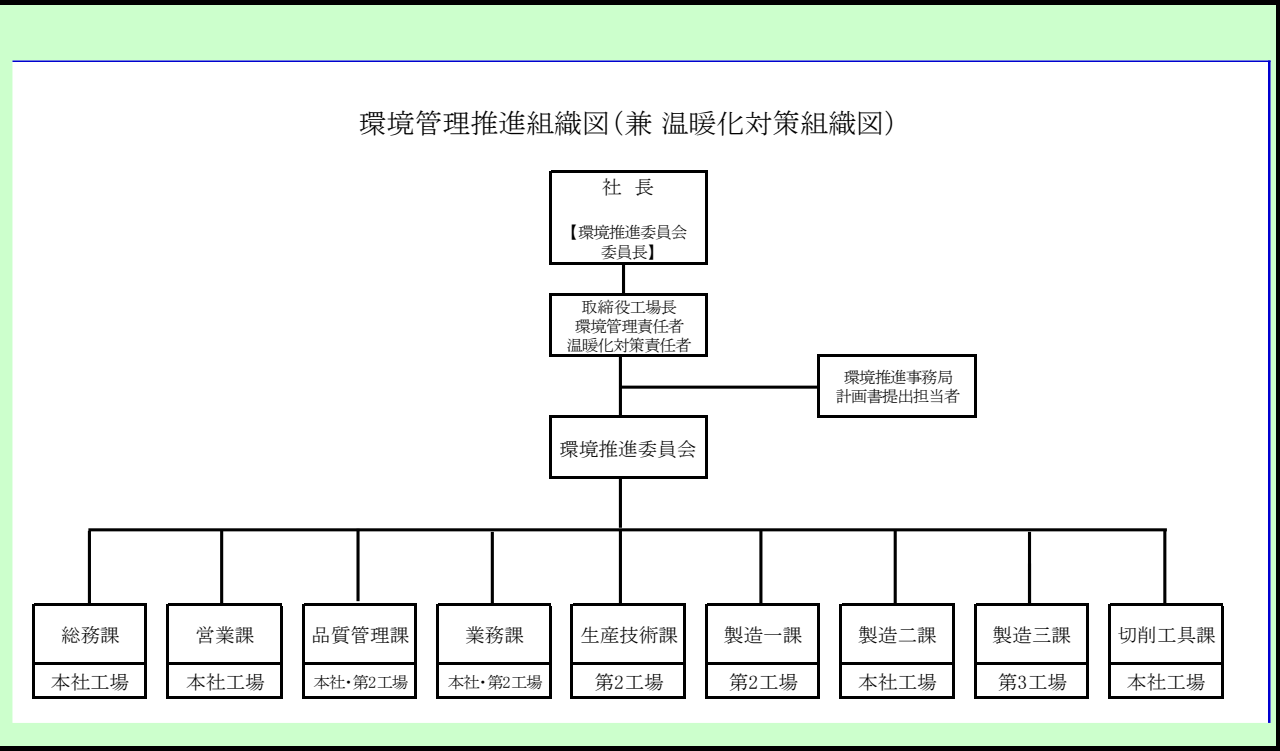 環境管理推進組織図(兼 温暖化対策組織図)
社 長
【環境推進委員会
委員長】
取締役工場長
環境管理責任者
温暖化対策責任者
環境推進事務局
計画書提出担当者
環境推進委員会
総務課
営業課
品質管理課
業務課
生産技術課
製造一課
製造二課
製造三課
切削工具課
本社工場
本社工場
本社・第2工場
本社・第2工場
第2工場
第2工場
本社工場
第3工場
本社工場